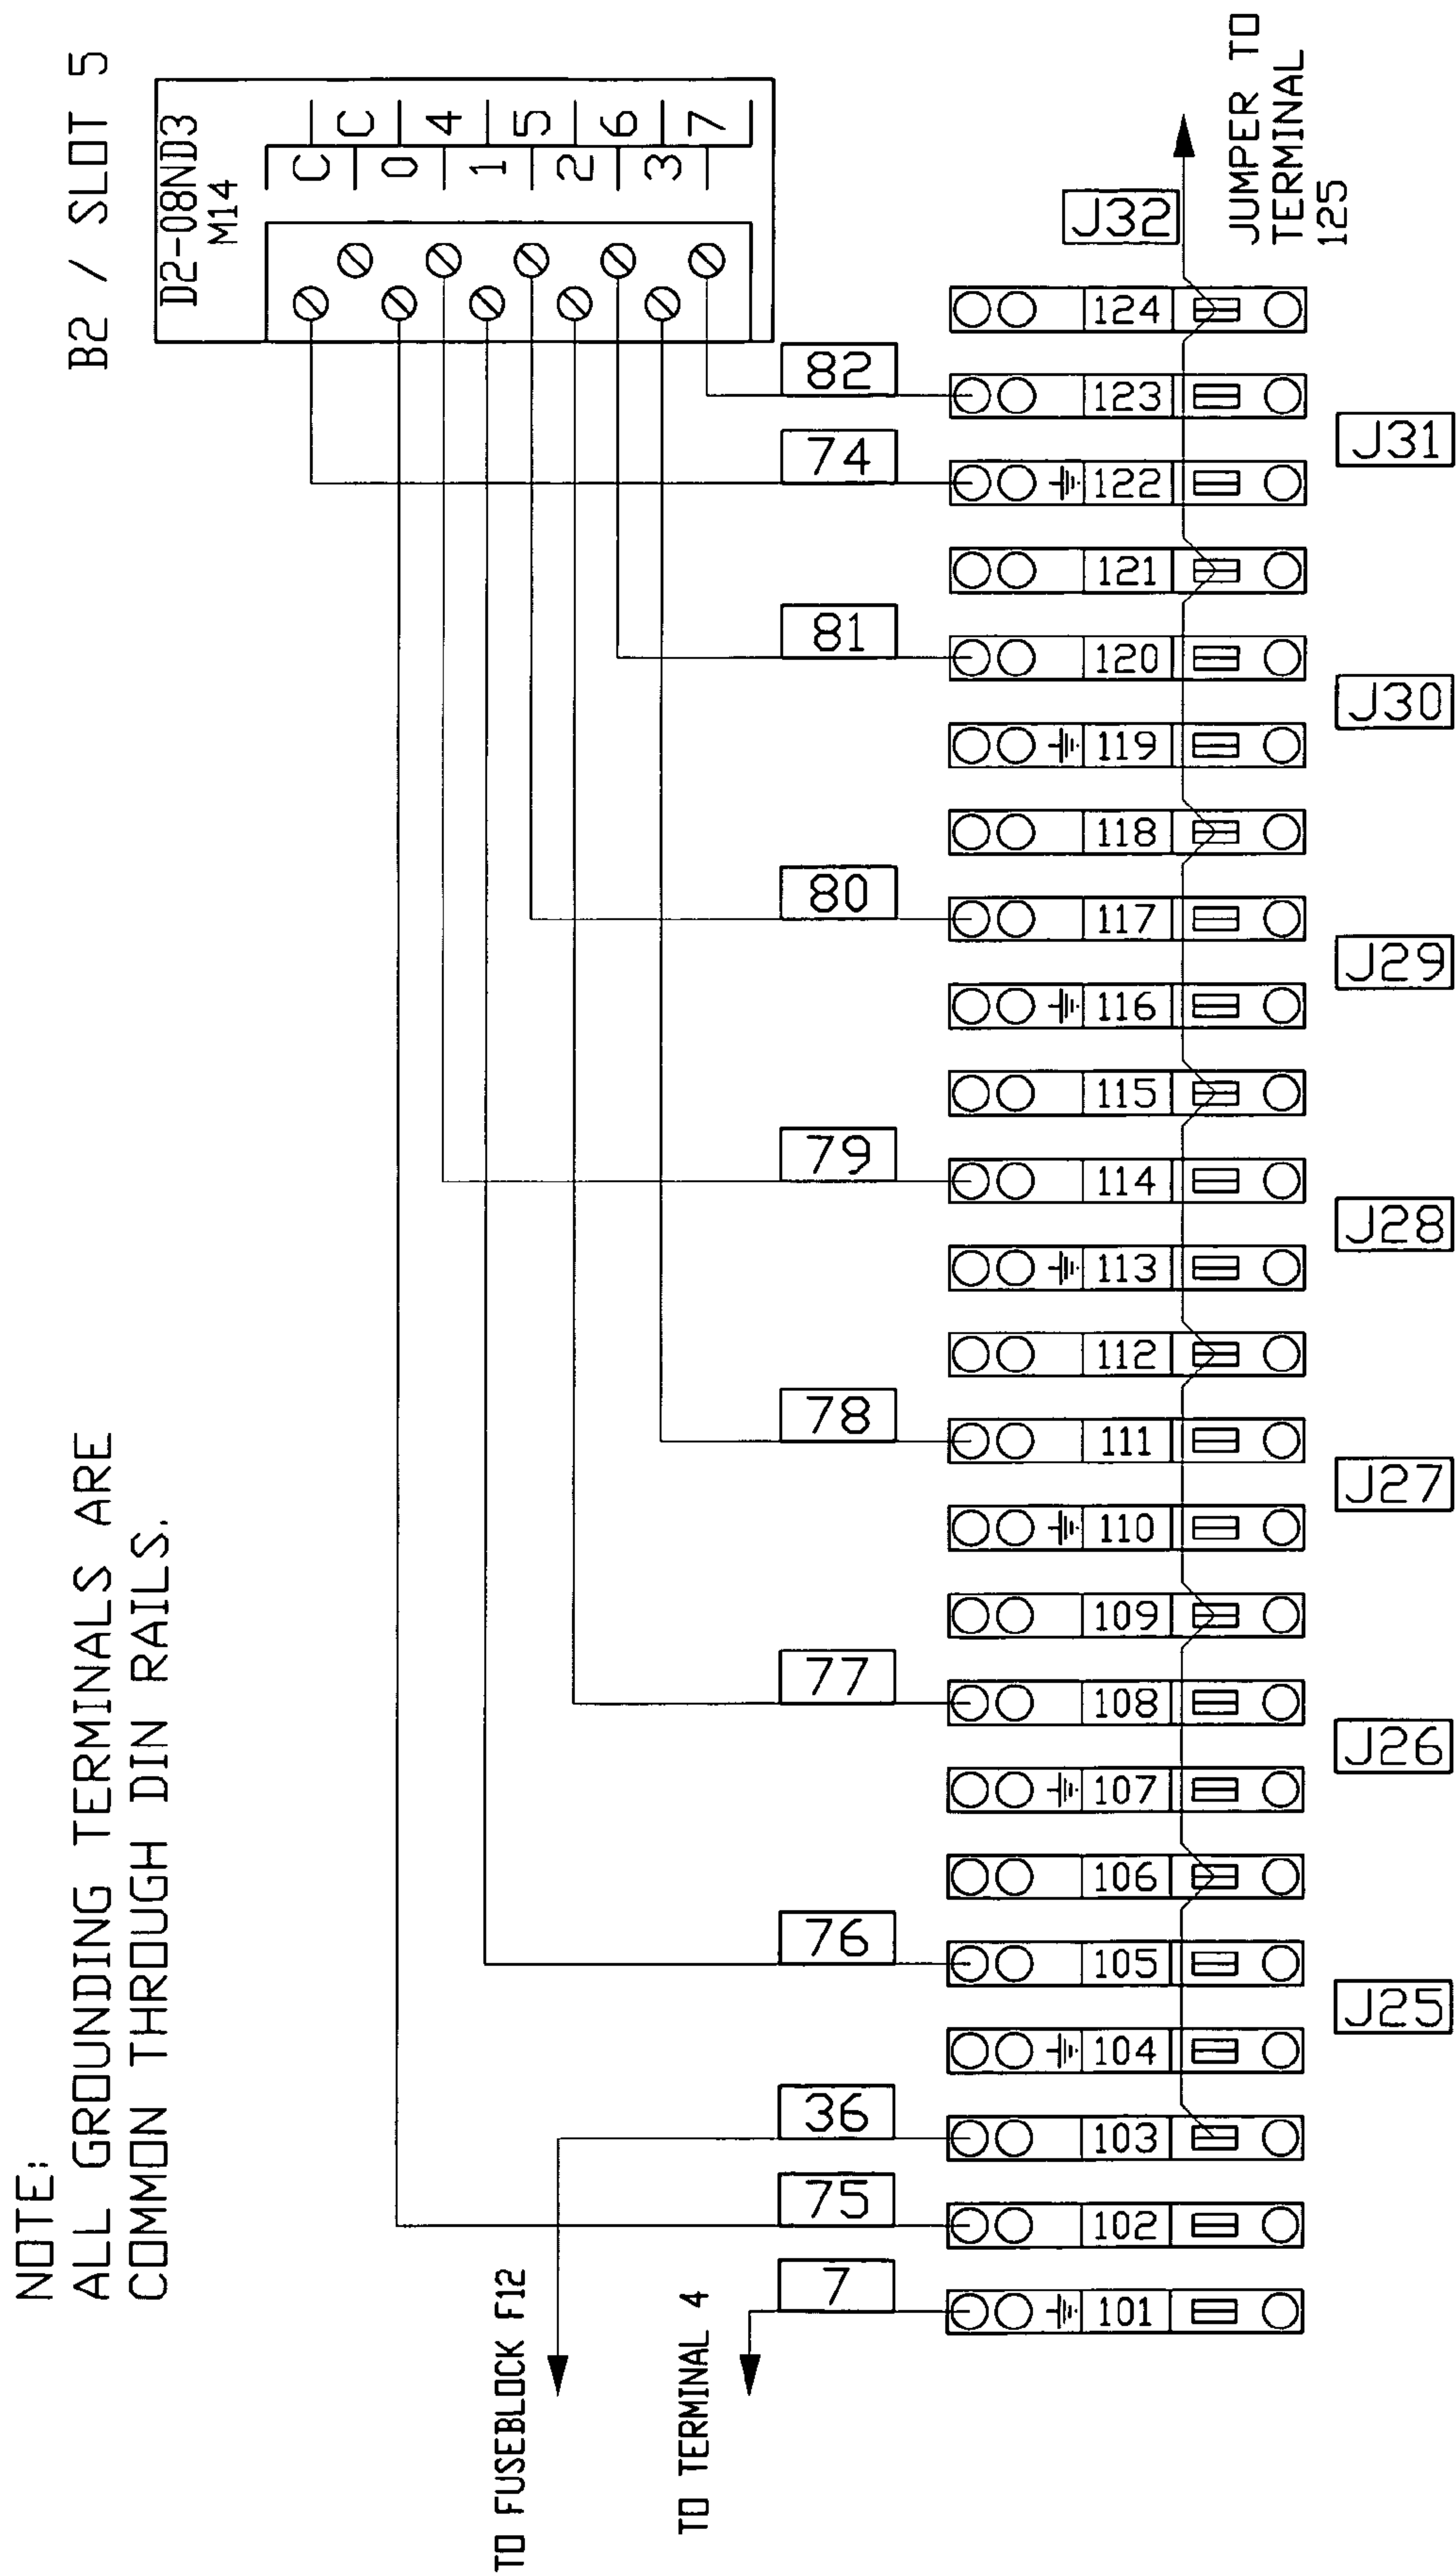 NOTE:
ALL GROUNDING TERMINALS ARE
COMMON THROUGH DIN RAILS.
B2 / SLOT 5
D2-08ND3
M14
C
C
0
4
1
5
2
6
3
7
TO FUSEBLOCK F12
TO TERMINAL 4
7
75
36
76
77
78
79
80
81
74
82
J32
101
102
103
104
105
106
107
108
109
110
111
112
113
114
115
116
117
118
119
120
121
122
123
124
JUMPER TO
TERMINAL
125
J25
J26
J27
J28
J29
J30
J31